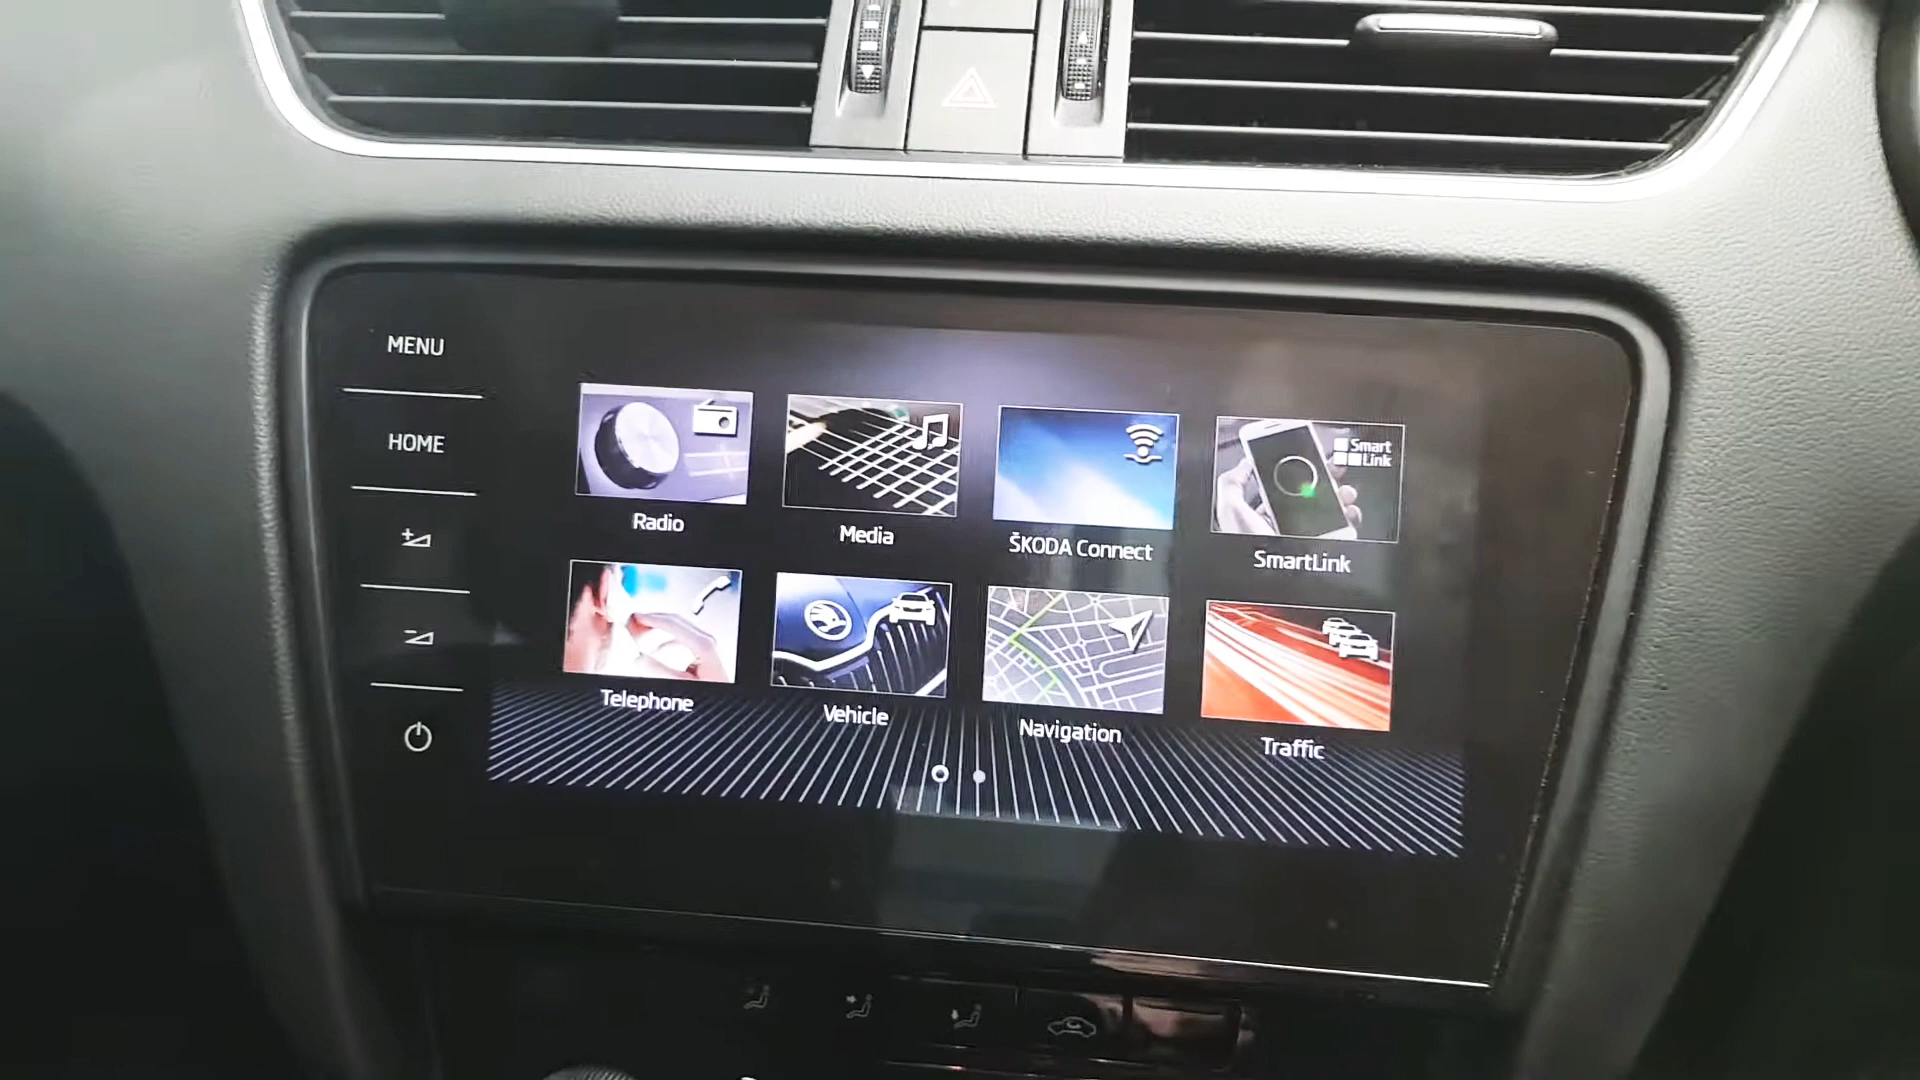 MENU
HOME
Smart
Link
Radio
Media
ŠKODA Connect
SmartLink
Telephone
Vehicle
Navigation
Traffic